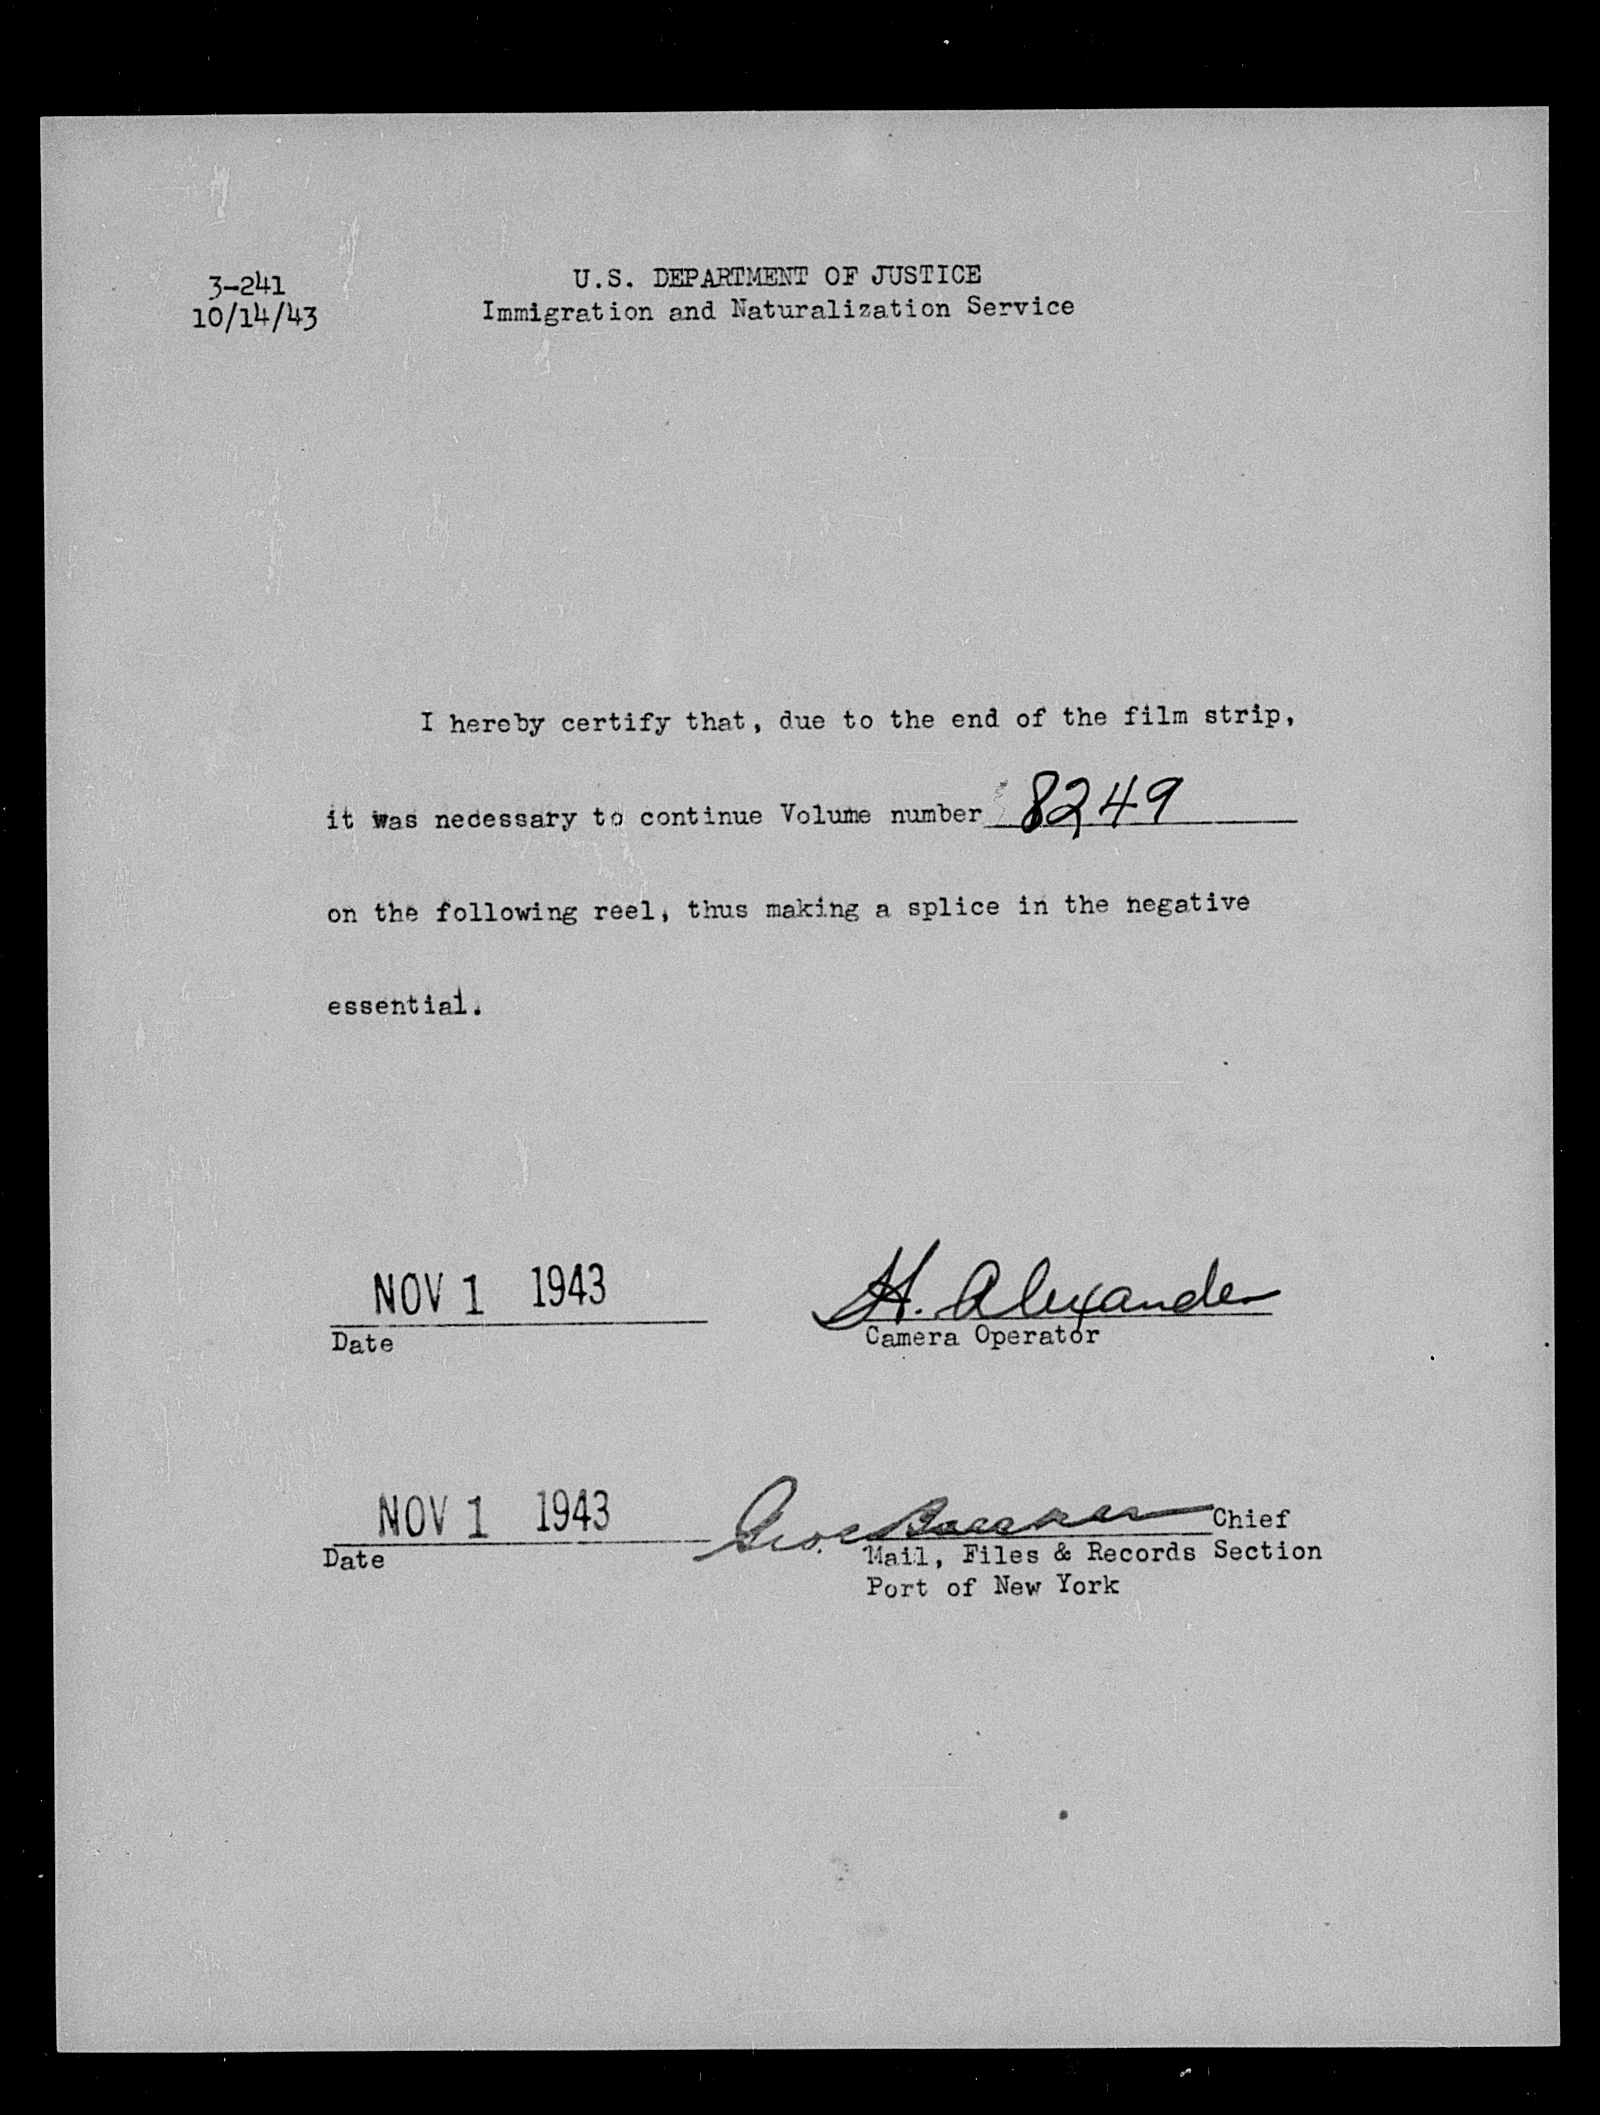 3-241
10/14/43
U.S. DEPARTMENT OF JUSTICE
Immigration and Naturalization Service
I hereby certify that, due to the end of the film strip,
it was necessary to continue Volume number 8249
on the following reel, thus making a splice in the negative
essential.
NOV 1 1943
H. Alexander
Date
Camera Operator
NOV 1 1943
Geo. Chief
Date
Mail, Files & Records Section
Port of New York